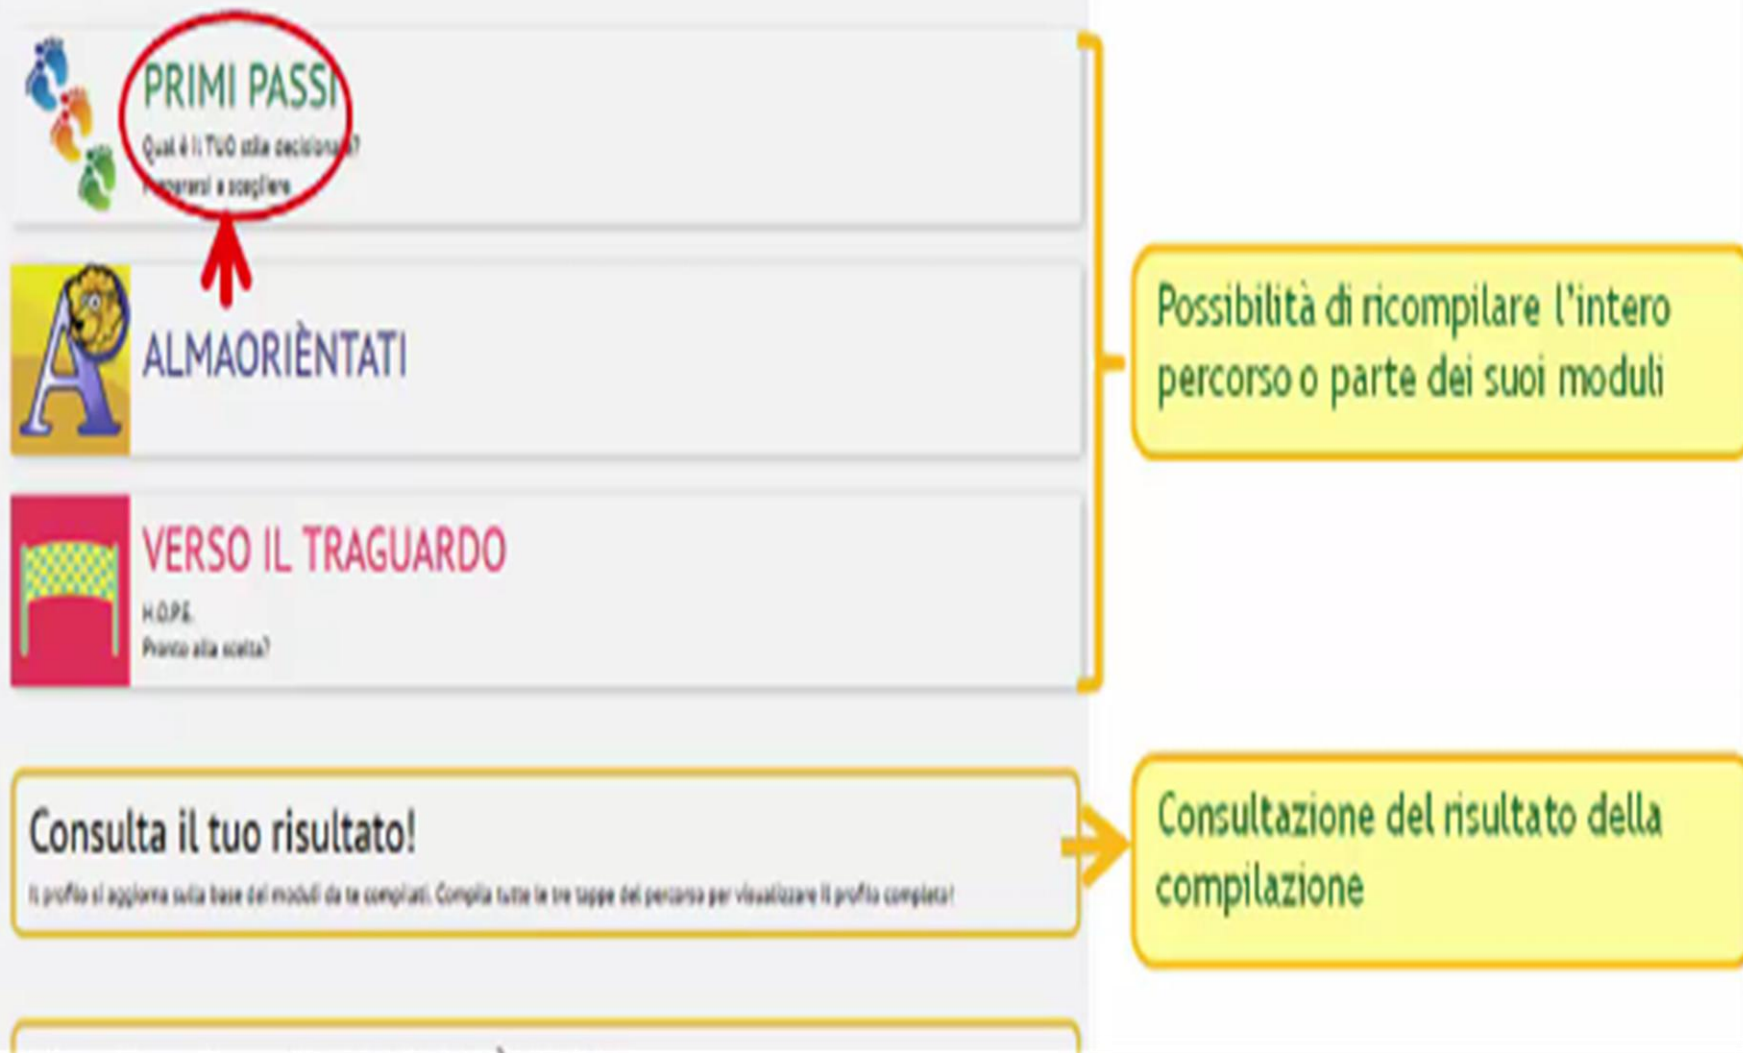 PRIMI PASSI
Qual è il TUO stile decisionale?
Prepararsi a scegliere
ALMAORIÈNTATI
VERSO IL TRAGUARDO
H.O.P.E.
Pronto alla scelta?
Possibilità di ricompilare l'intero
percorso o parte dei suoi moduli
Consulta il tuo risultato!
Il profilo si aggiorna sulla base dei moduli da te compilati. Compila tutte le tre tappe del percorso per visualizzare il profilo completo!
Consultazione del risultato della
compilazione